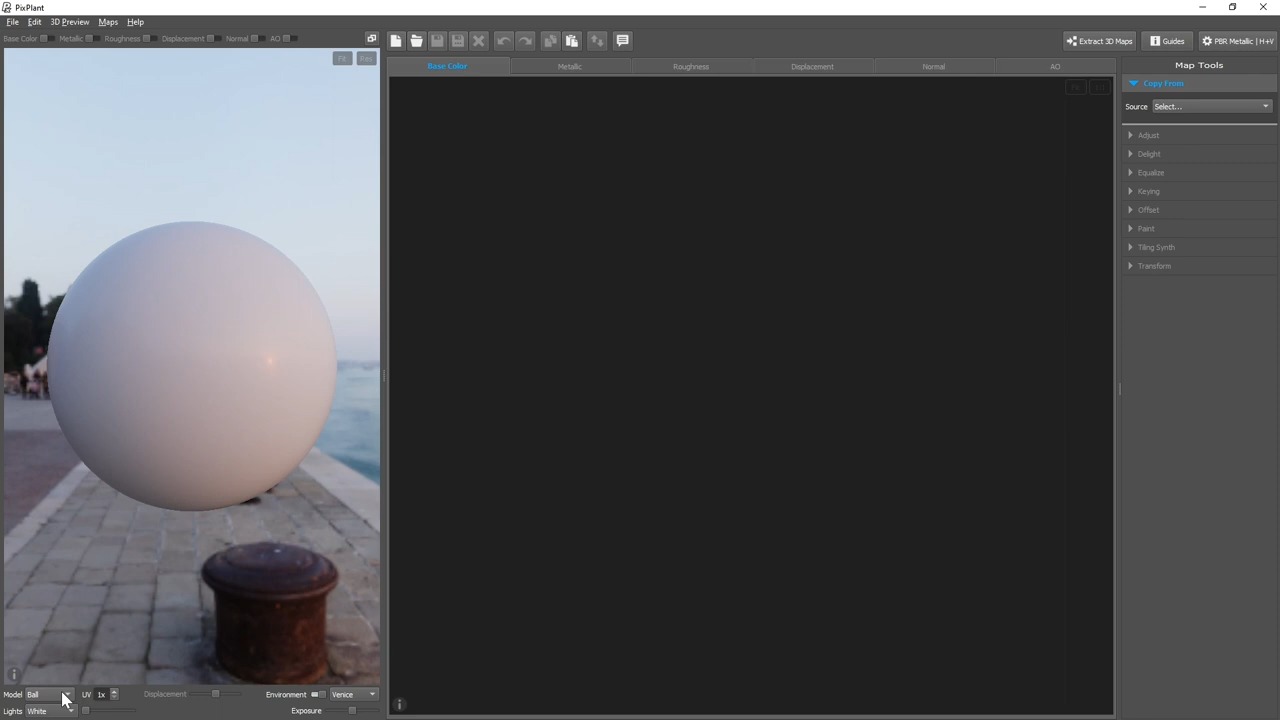 PixPlant
File Edit 3D Preview Maps Help
Base Color Metallic Roughness Displacement Normal AO
Extract 3D Maps Guides PBR Metallic | H+V
Fit Rec
Base Color Metallic Roughness Displacement Normal AO
Map Tools
Copy From
Source Select...
Adjust
Delight
Equalize
Keying
Offset
Paint
Tiling Synth
Transform
Model Ball UV 1x Displacement Environment Venice
Lights White Exposure